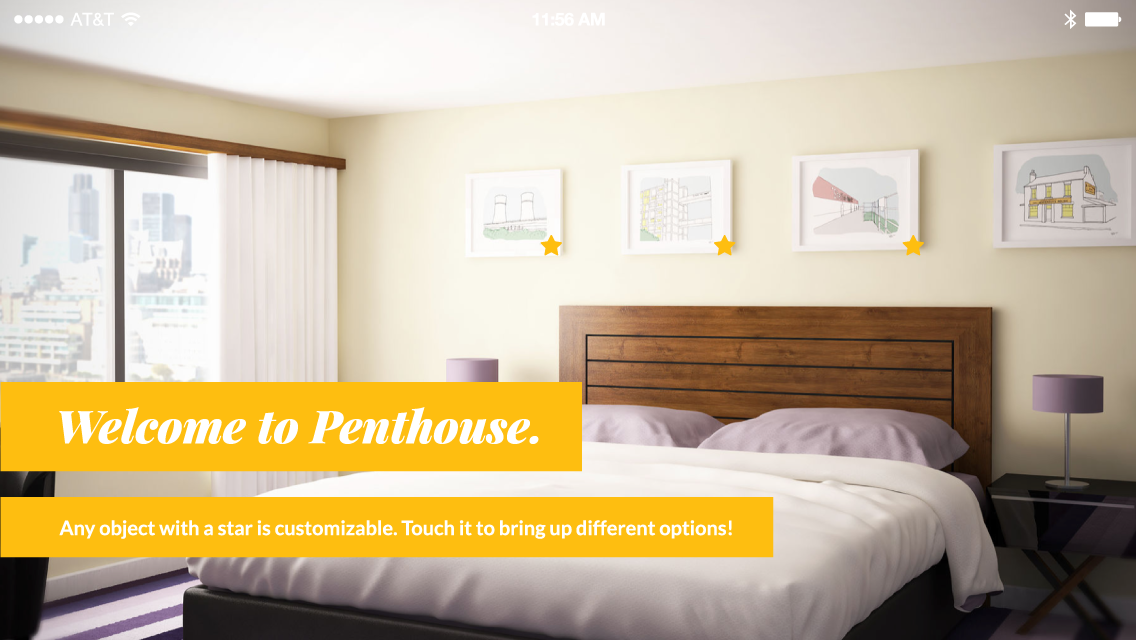 AT&T 11:56 AM
Welcome to Penthouse.
Any object with a star is customizable. Touch it to bring up different options!